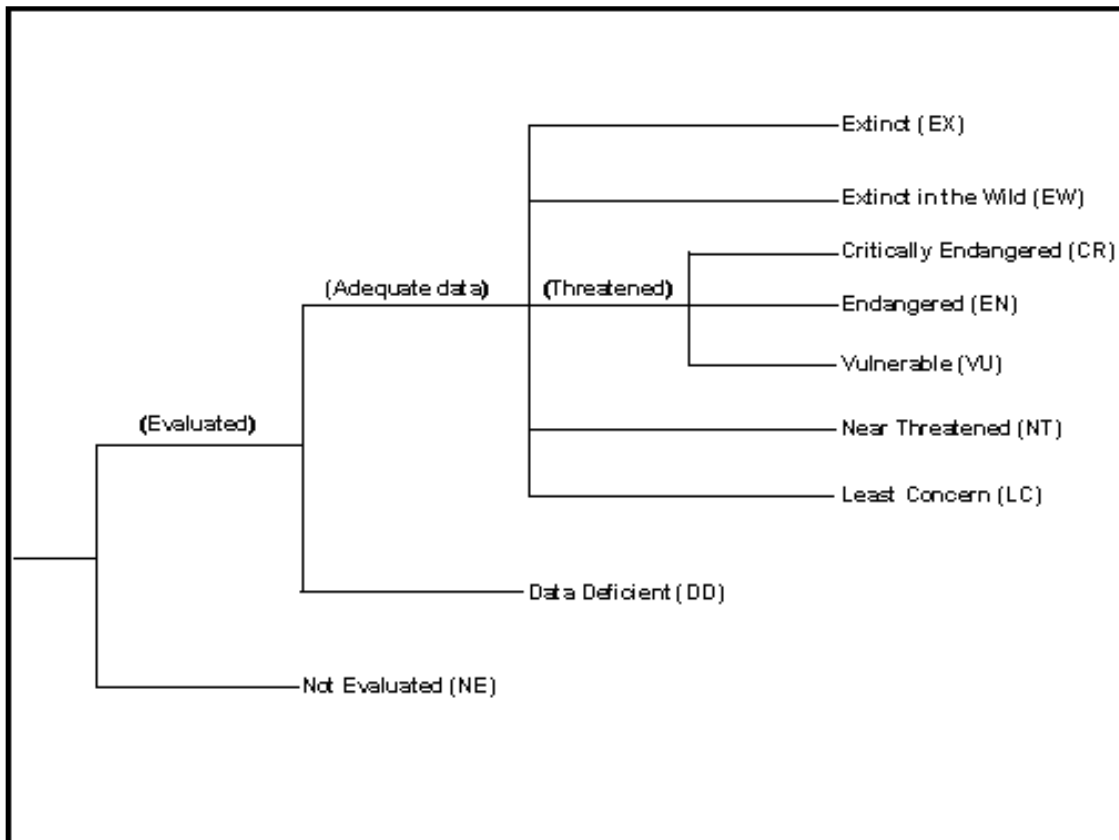 Extinct (EX)
Extinct in the Wild (EW)
Critically Endangered (CR)
(Adequate data)
(Threatened)
Endangered (EN)
Vulnerable (VU)
(Evaluated)
Near Threatened (NT)
Least Concern (LC)
Data Deficient (DD)
Not Evaluated (NE)